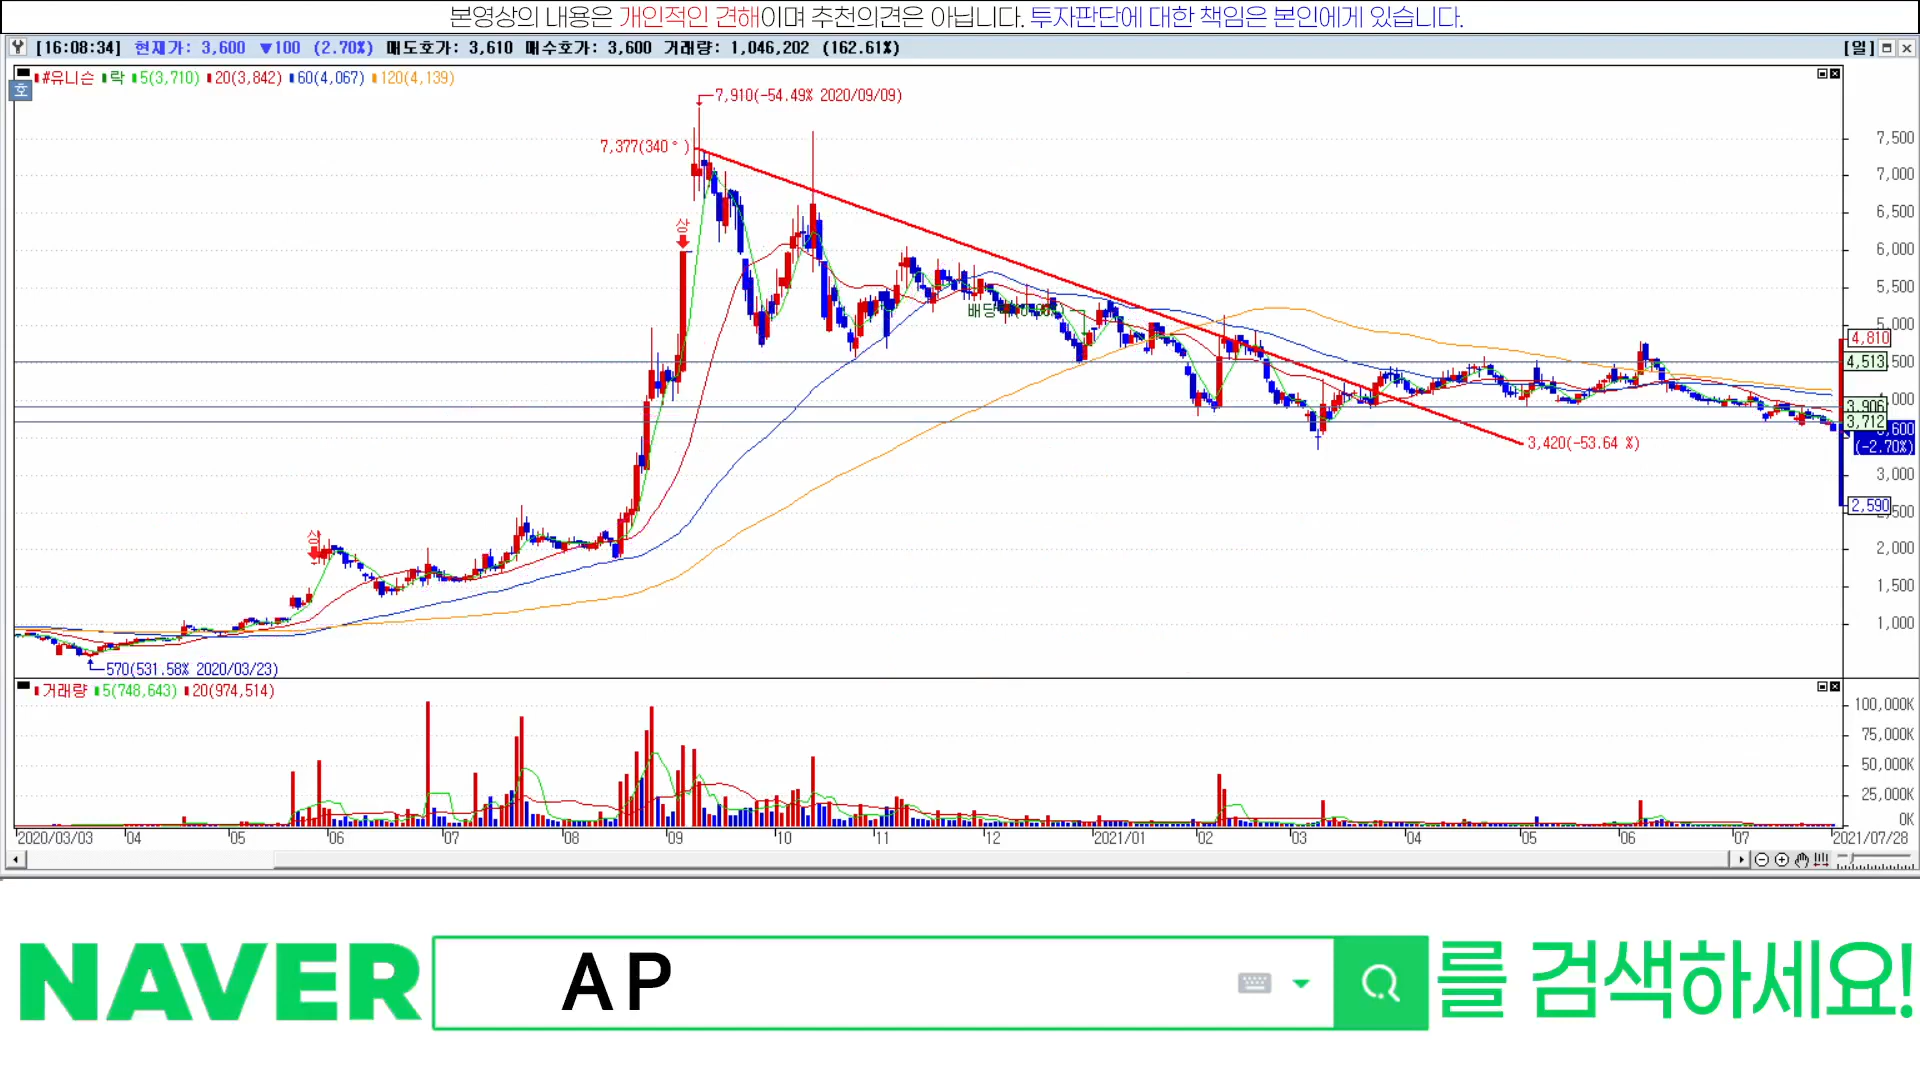 본영상의 내용은 개인적인 견해이며 추천의견은 아닙니다. 투자판단에 대한 책임은 본인에게 있습니다.
[16:08:34] 현재가: 3,600 ▼100 (2.70%) 매도호가: 3,610 매수호가: 3,600 거래량: 1,046,202 (162.61%) [일]
#유니슨 락 5(3,710) 20(3,842) 60(4,067) 120(4,139)
호
7,910(-54.49% 2020/09/09)
7,377(340°)
7,500
7,000
6,500
상
6,000
5,500
배당
5,000
4,810
4,513
3,906
3,712
3,600
(-2.70%)
3,420(-53.64 %)
3,000
2,590
2,500
상
2,000
1,500
1,000
570(531.58% 2020/03/23)
거래량 5(748,643) 20(974,514)
100,000K
75,000K
50,000K
25,000K
0K
2020/03/03 04 05 06 07 08 09 10 11 12 2021/01 02 03 04 05 06 07 2021/07/28
NAVER AP 를 검색하세요!